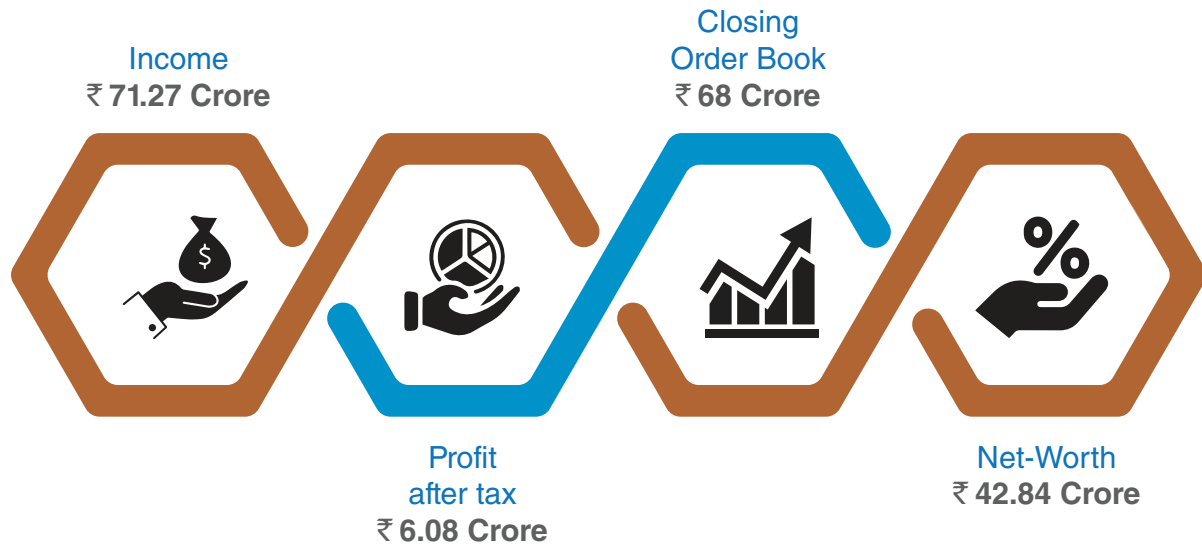 Income
₹ 71.27 Crore
$
Profit
after tax
₹ 6.08 Crore
Closing
Order Book
₹ 68 Crore
%
Net-Worth
₹ 42.84 Crore